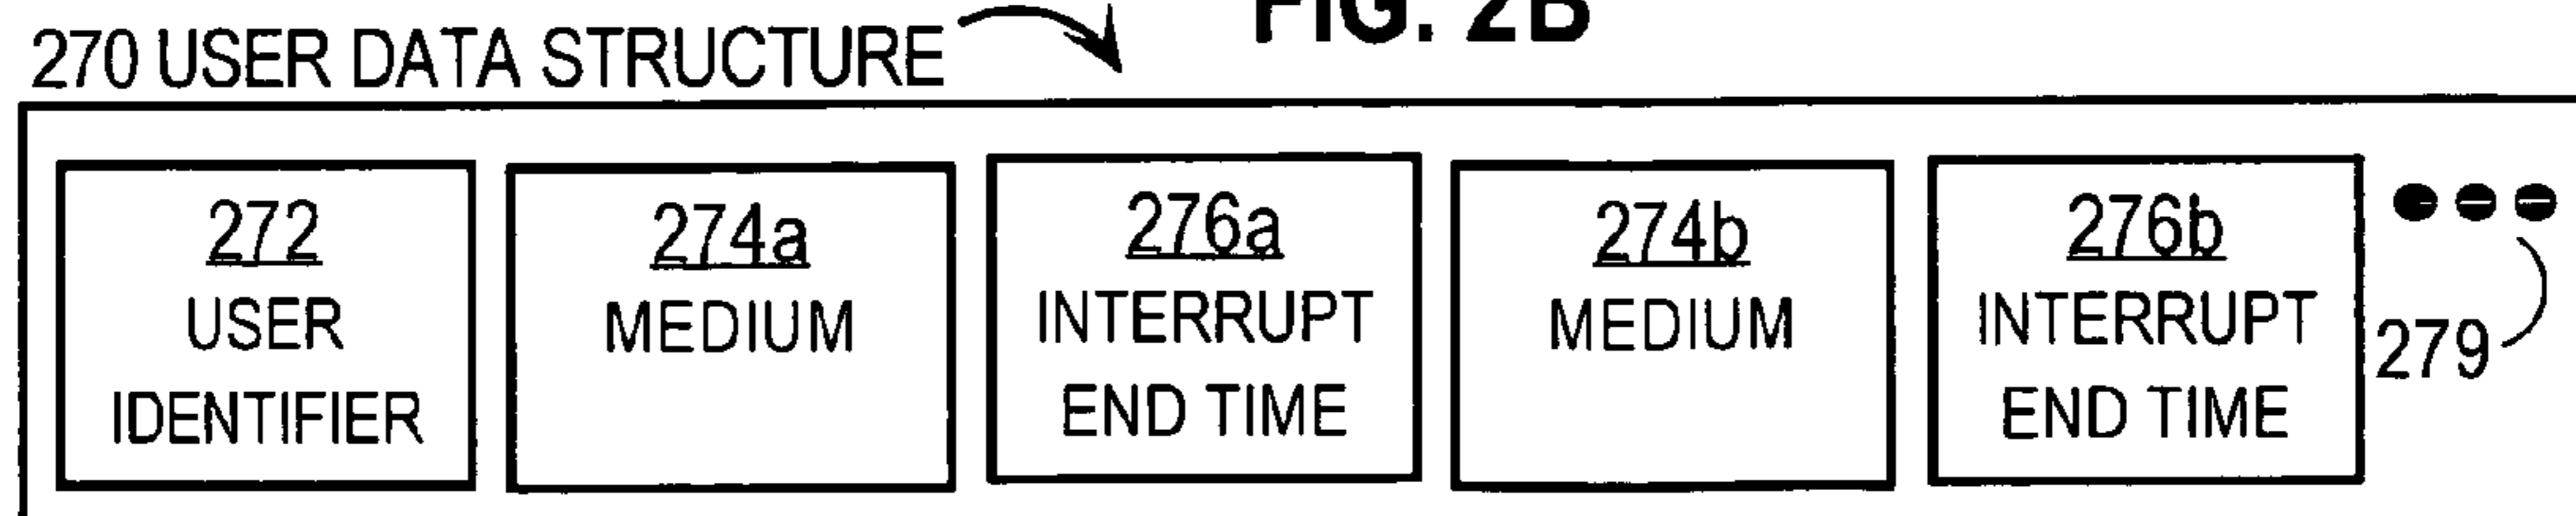 FIG. 2B
270 USER DATA STRUCTURE
272
USER
IDENTIFIER
274a
MEDIUM
276a
INTERRUPT
END TIME
274b
MEDIUM
276b
INTERRUPT
END TIME
279